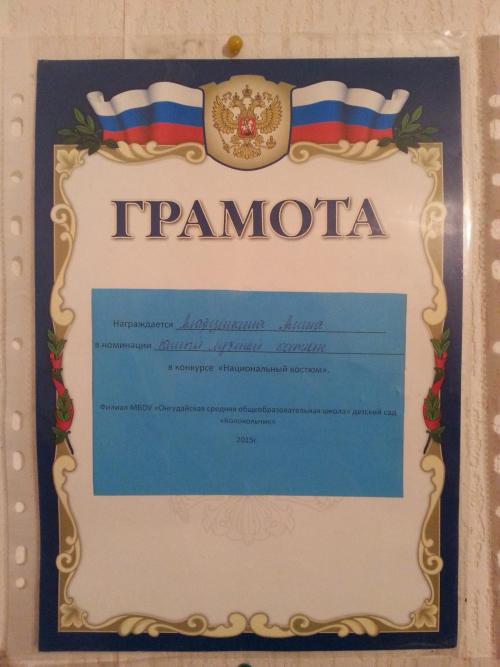 ГРАМОТА
Награждается
в номинации самый лучший костюм
в конкурсе «Национальный костюм».
Филиал МБОУ «Онгудайская средняя общеобразовательная школа» детский сад
«Колокольчик»
2015г.